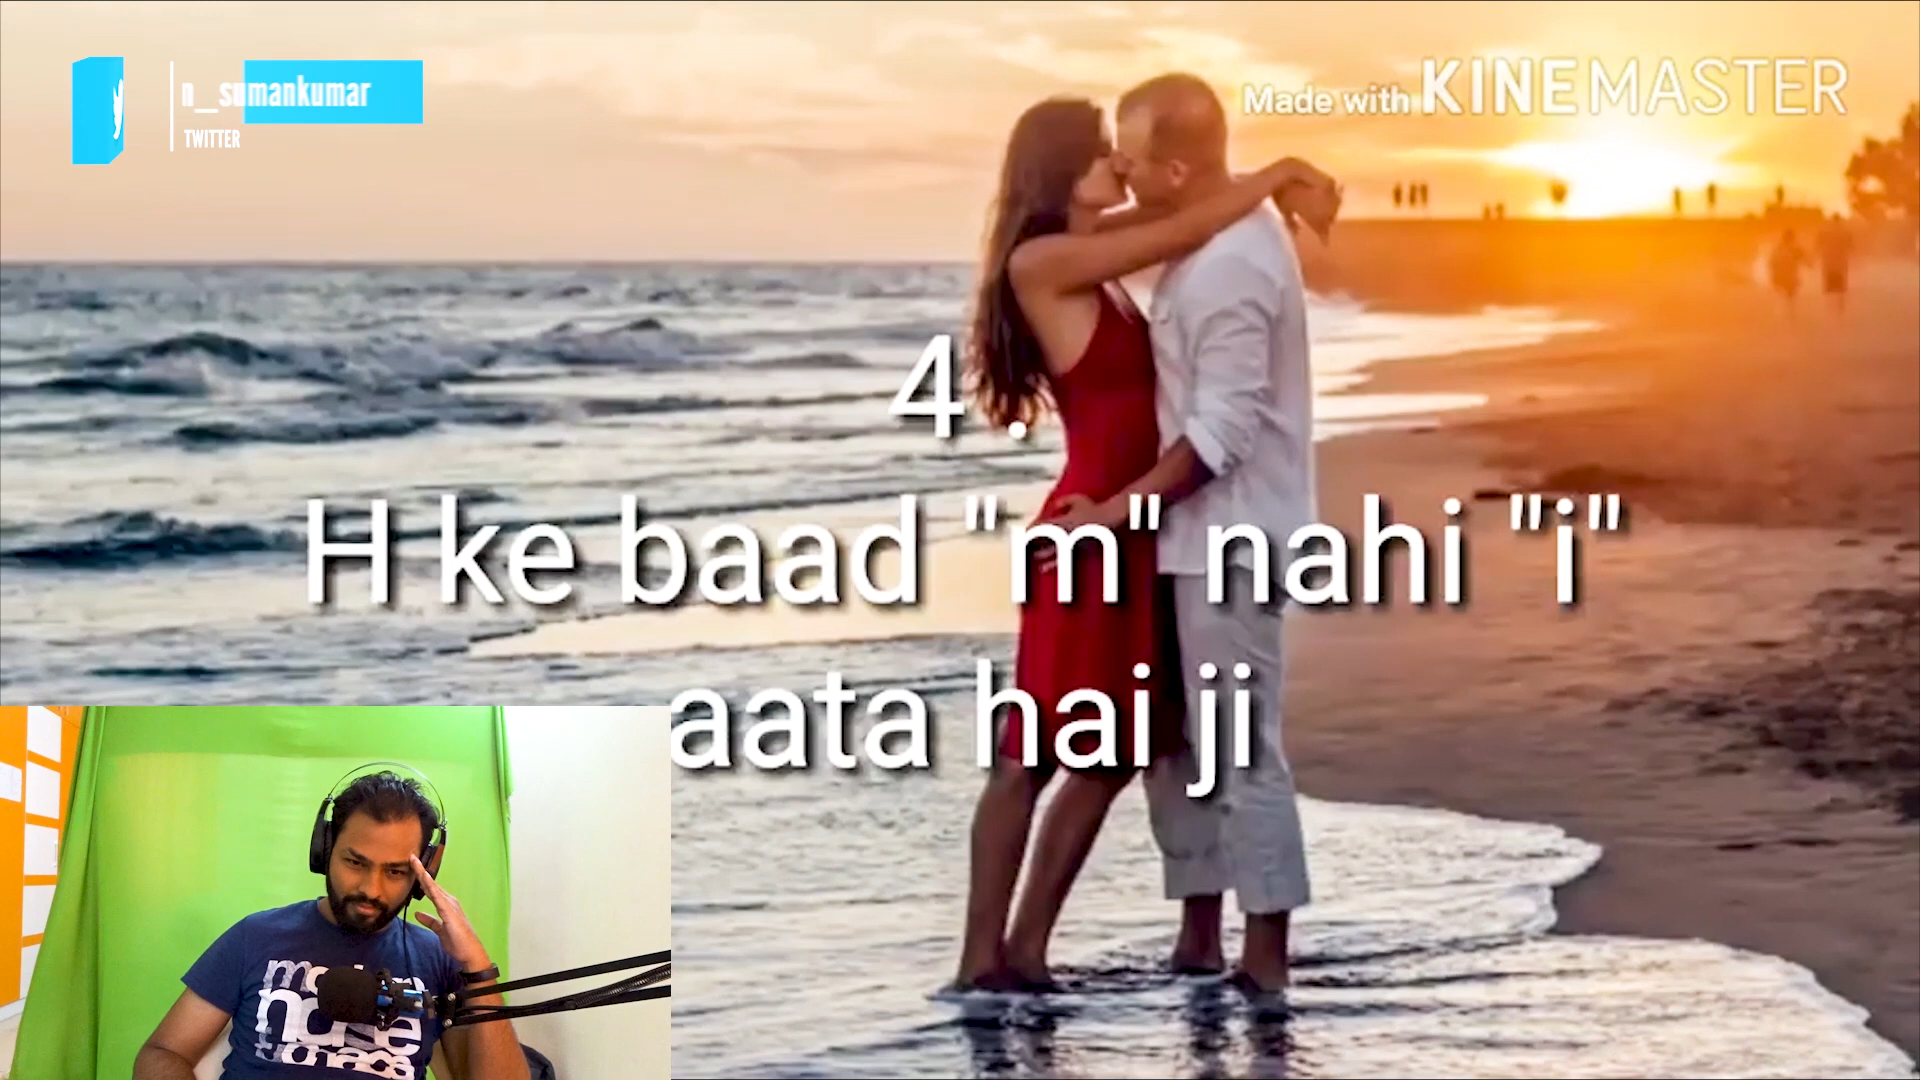 n_sumankumar
TWITTER
Made with KINEMASTER
4 .
H ke baad "m" nahi "i"
aata hai ji